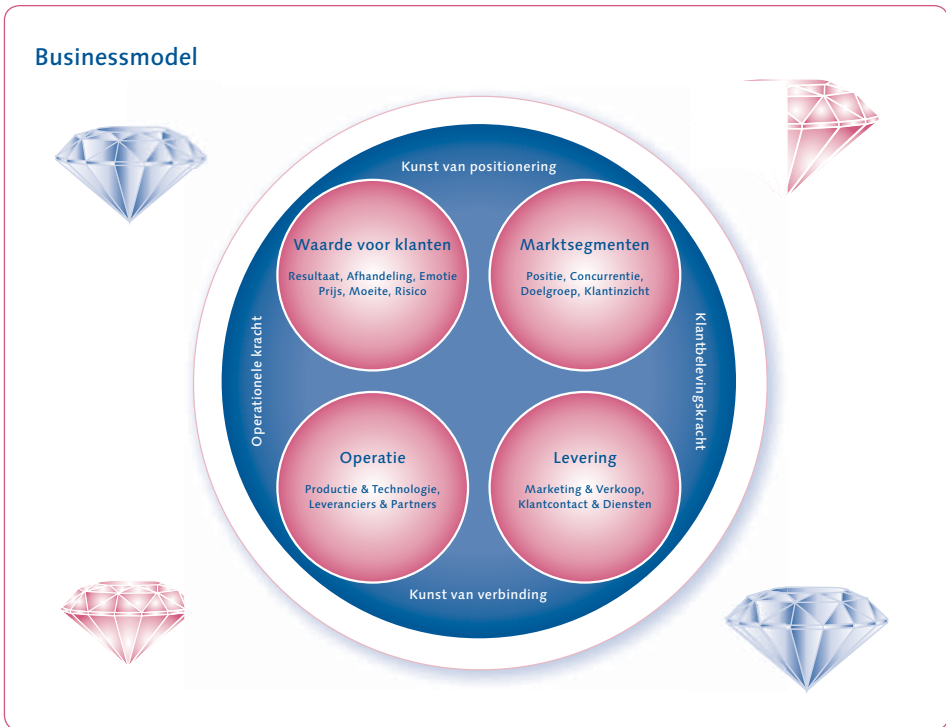 Businessmodel
Kunst van positionering
Waarde voor klanten
Resultaat, Afhandeling, Emotie
Prijs, Moeite, Risico
Marktsegmenten
Positie, Concurrentie,
Doelgroep, Klantinzicht
Operationele kracht
Klantbelevingskracht
Operatie
Productie & Technologie,
Leveranciers & Partners
Levering
Marketing & Verkoop,
Klantcontact & Diensten
Kunst van verbinding